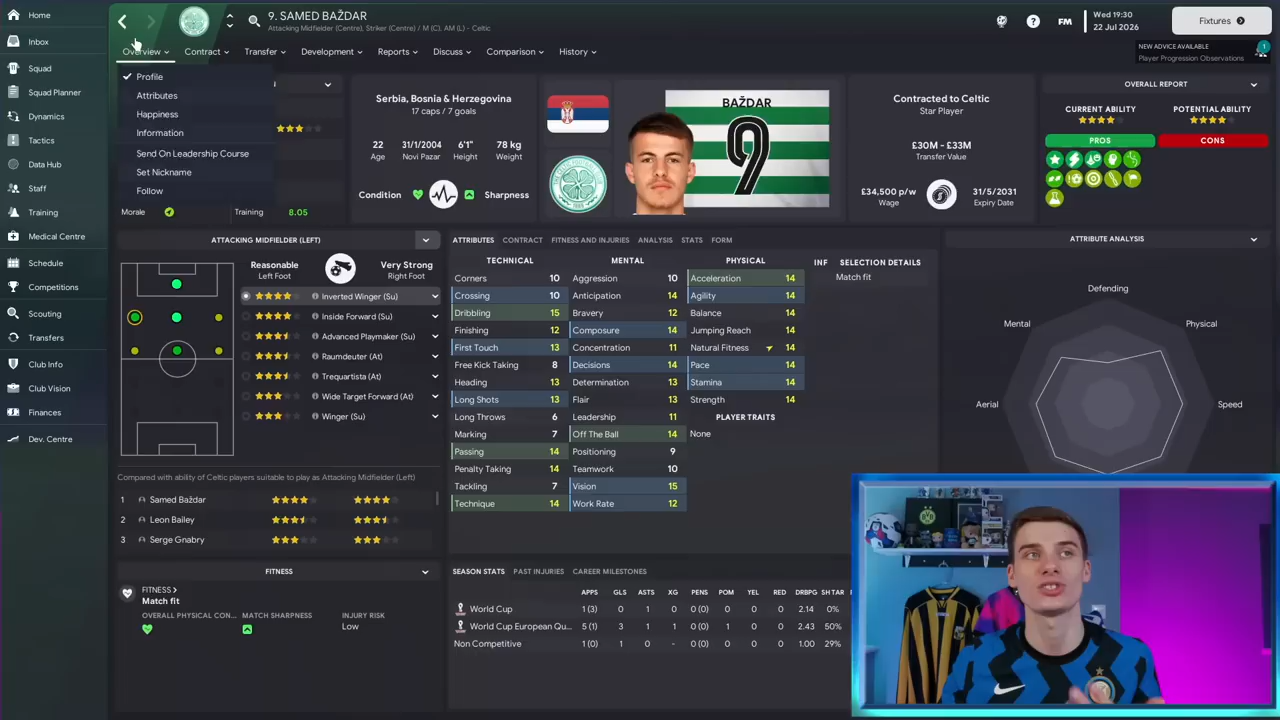 Home
Inbox
Squad
Squad Planner
Dynamics
Tactics
Data Hub
Staff
Training
Medical Centre
Schedule
Competitions
Scouting
Transfers
Club Info
Club Vision
Finances
Dev. Centre
9. SAMED BAŽDAR
Attacking Midfielder (Centre), Striker (Centre) / M (C), AM (L) - Celtic
FM
Wed 19:30
22 Jul 2026
Fixtures
Overview
Contract
Transfer
Development
Reports
Discuss
Comparison
History
NEW ADVICE AVAILABLE
Player Progression Observations
1
Profile
Attributes
Happiness
Information
Send On Leadership Course
Set Nickname
Follow
Morale
Training
8.05
Serbia, Bosnia & Herzegovina
17 caps / 7 goals
22
21/1/2004
6'1"
78 kg
Age
Novi Pazar
Height
Weight
Condition
Sharpness
BAŽDAR
9
Contracted to Celtic
Star Player
£30M - £33M
Transfer Value
£34,500 p/w
Wage
31/5/2031
Expiry Date
OVERALL REPORT
CURRENT ABILITY
POTENTIAL ABILITY
PROS
CONS
ATTACKING MIDFIELDER (LEFT)
Reasonable
Left Foot
Very Strong
Right Foot
Inverted Winger (Su)
Inside Forward (Su)
Advanced Playmaker (Su)
Raumdeuter (At)
Trequartista (At)
Wide Target Forward (At)
Winger (Su)
Compared with ability of Celtic players suitable to play as Attacking Midfielder (Left)
1 Samed Baždar
2 Leon Bailey
3 Serge Gnabry
FITNESS
FITNESS >
Match fit
OVERALL PHYSICAL CON...
MATCH SHARPNESS
INJURY RISK
Low
ATTRIBUTES
CONTRACT
FITNESS AND INJURIES
ANALYSIS
STATS
FORM
TECHNICAL
Corners 10
Crossing 10
Dribbling 15
Finishing 12
First Touch 13
Free Kick Taking 8
Heading 13
Long Shots 13
Long Throws 6
Marking 7
Passing 14
Penalty Taking 14
Tackling 7
Technique 14
MENTAL
Aggression 10
Anticipation 14
Bravery 12
Composure 14
Concentration 11
Decisions 14
Determination 13
Flair 13
Leadership 11
Off The Ball 14
Positioning 9
Teamwork 10
Vision 15
Work Rate 12
PHYSICAL
Acceleration 14
Agility 14
Balance 14
Jumping Reach 14
Natural Fitness 14
Pace 14
Stamina 14
Strength 14
PLAYER TRAITS
None
INF
SELECTION DETAILS
Match fit
ATTRIBUTE ANALYSIS
Defending
Mental
Physical
Aerial
Speed
SEASON STATS
PAST INJURIES
CAREER MILESTONES
APPS GLS ASTS XG PENS POM YEL RED DRBPG SH TAR
World Cup 1 (3) 0 1 0 0 (0) 0 0 0 2.14 0%
World Cup European Qu... 5 (1) 3 1 1 0 (0) 1 0 0 2.43 50%
Non Competitive 1 (0) 1 0 - 0 (0) 0 0 0 1.00 29%